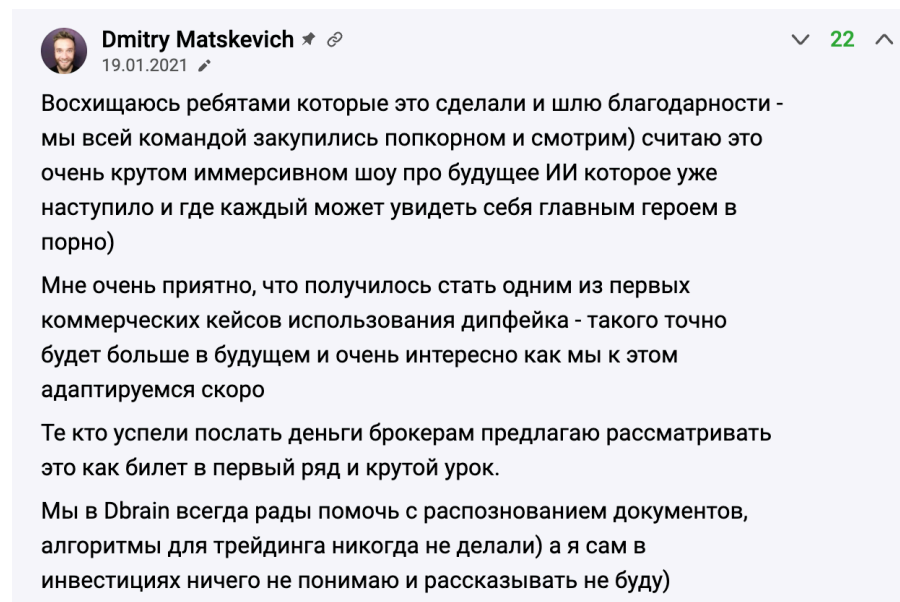 Dmitry Matskevich
22
19.01.2021
Восхищаюсь ребятами которые это сделали и шлю благодарности -
мы всей командой закупились попкорном и смотрим) считаю это
очень крутом иммерсивном шоу про будущее ИИ которое уже
наступило и где каждый может увидеть себя главным героем в
порно)
Мне очень приятно, что получилось стать одним из первых
коммерческих кейсов использования дипфейка - такого точно
будет больше в будущем и очень интересно как мы к этом
адаптируемся скоро
Те кто успели послать деньги брокерам предлагаю рассматривать
это как билет в первый ряд и крутой урок.
Мы в Dbrain всегда рады помочь с распознованием документов,
алгоритмы для трейдинга никогда не делали) а я сам в
инвестициях ничего не понимаю и рассказывать не буду)